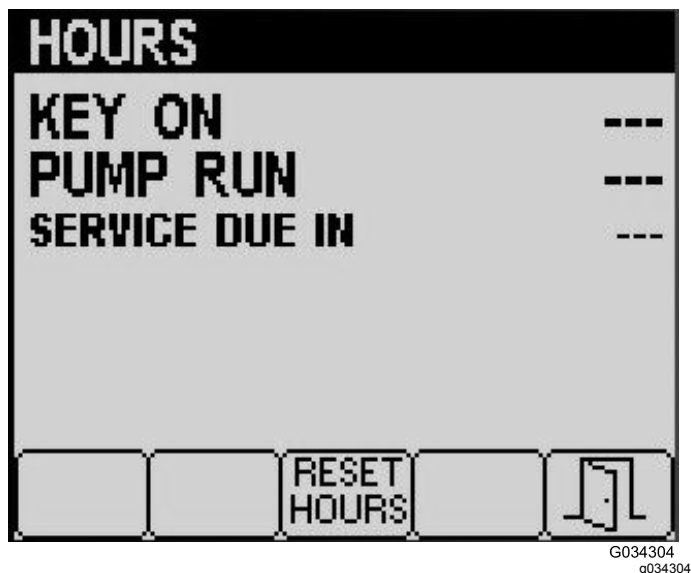 HOURS
KEY ON ---
PUMP RUN ---
SERVICE DUE IN ---
RESET
HOURS
G034304
g034304